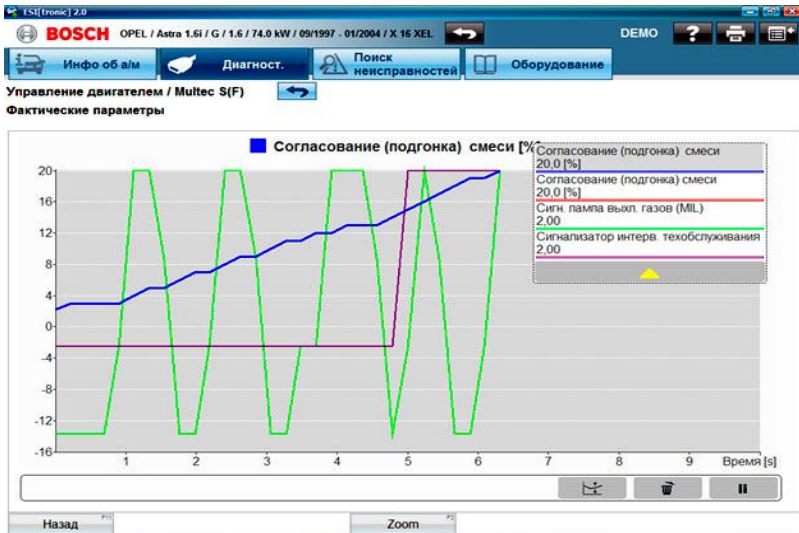 ESI[tronic] 2.0
BOSCH OPEL / Astra 1.6i / G / 1.6 / 74.0 kW / 09/1997 - 01/2004 / X 16 XEL DEMO ?
Инфо об а/м Диагност. Поиск неисправностей Оборудование
Управление двигателем / Multec S(F)
Фактические параметры
Согласование (подгонка) смеси [%
Согласование (подгонка) смеси
20,0 [%]
Согласование (подгонка) смеси
20,0 [%]
Сигн. лампа выхл. газов (MIL)
2,00
Сигнализатор интерв. техобслуживания
2,00
20
16
12
8
4
0
-4
-8
-12
-16
1 2 3 4 5 6 7 8 9 Время [s]
Назад F11 Zoom F2